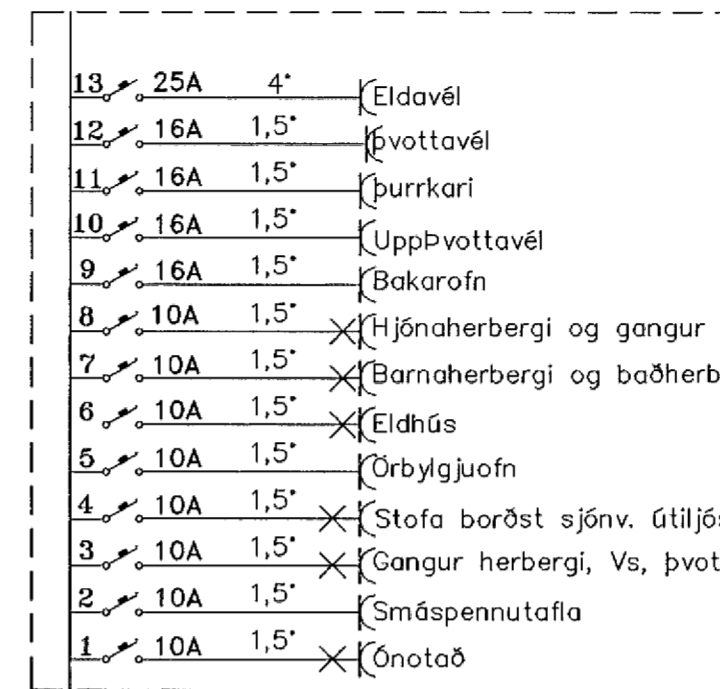 13 25A 4• Eldavél
12 16A 1,5• þvottavél
11 16A 1,5• þurrkari
10 16A 1,5• UppÞvottavél
9 16A 1,5• Bakarofn
8 10A 1,5• Hjónaherbergi og gangur
7 10A 1,5• Barnaherbergi og baðherb
6 10A 1,5• Eldhús
5 10A 1,5• Örbylgjuofn
4 10A 1,5• Stofa borðst sjónv. útiljós
3 10A 1,5• Gangur herbergi, Vs, þvot
2 10A 1,5• Smáspennutafla
1 10A 1,5• Ónotað